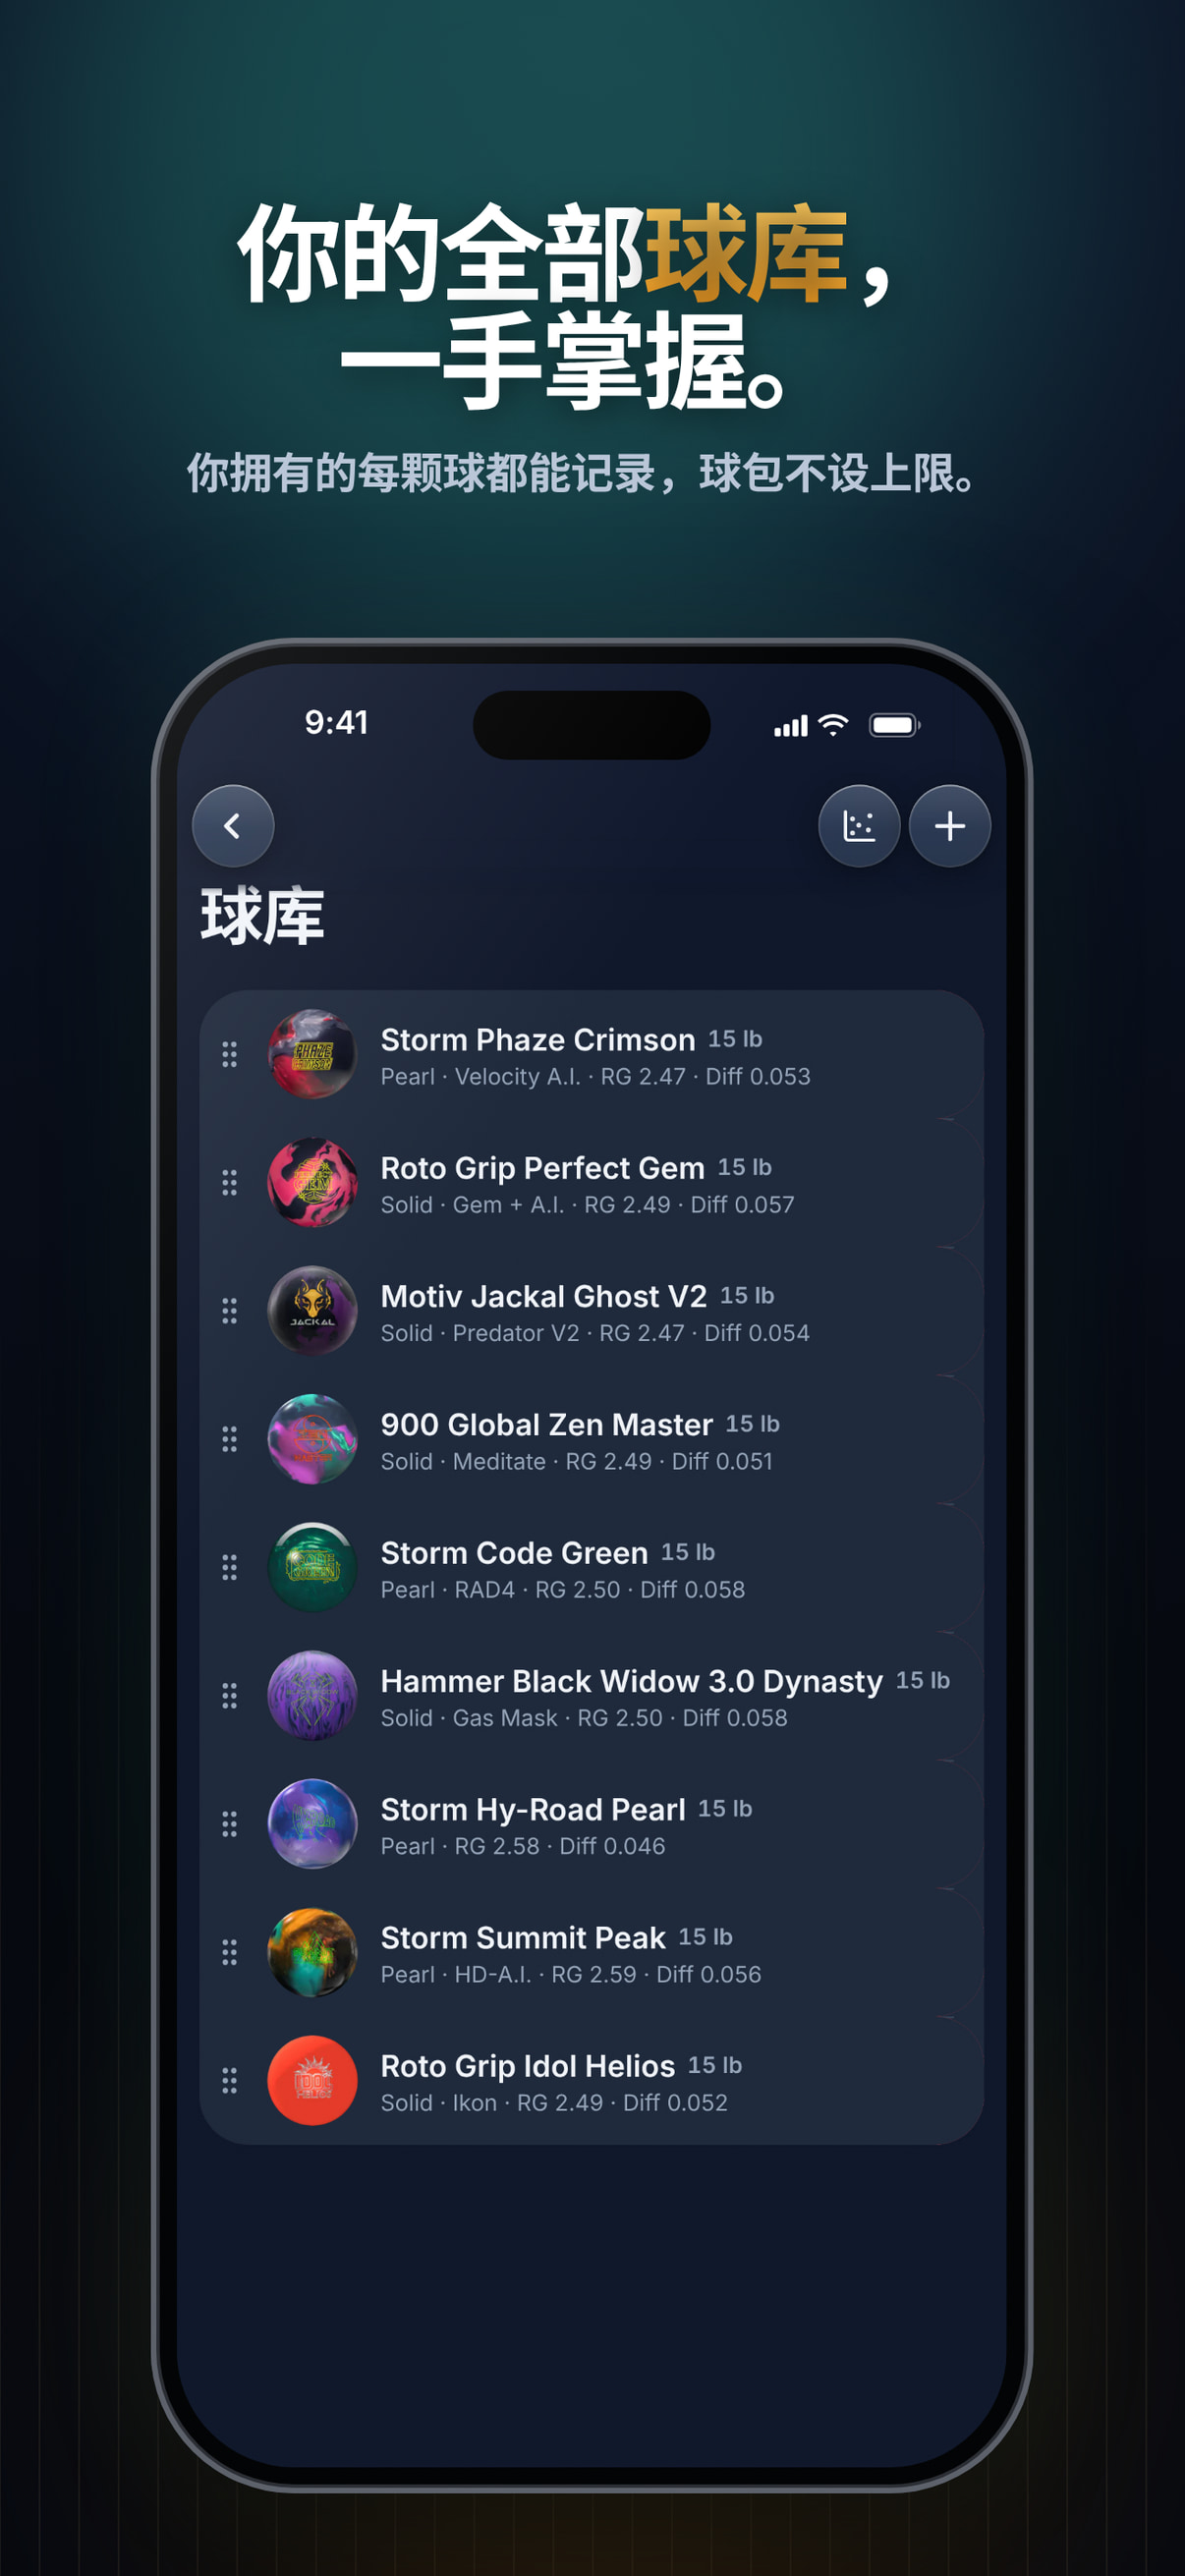 你的全部球库，
一手掌握。
你拥有的每颗球都能记录，球包不设上限。
9:41
球库
Storm Phaze Crimson 15 lb
Pearl · Velocity A.I. · RG 2.47 · Diff 0.053
Roto Grip Perfect Gem 15 lb
Solid · Gem + A.I. · RG 2.49 · Diff 0.057
JACKAL
Motiv Jackal Ghost V2 15 lb
Solid · Predator V2 · RG 2.47 · Diff 0.054
900 Global Zen Master 15 lb
Solid · Meditate · RG 2.49 · Diff 0.051
Storm Code Green 15 lb
Pearl · RAD4 · RG 2.50 · Diff 0.058
Hammer Black Widow 3.0 Dynasty 15 lb
Solid · Gas Mask · RG 2.50 · Diff 0.058
Storm Hy-Road Pearl 15 lb
Pearl · RG 2.58 · Diff 0.046
Storm Summit Peak 15 lb
Pearl · HD-A.I. · RG 2.59 · Diff 0.056
Roto Grip Idol Helios 15 lb
Solid · Ikon · RG 2.49 · Diff 0.052